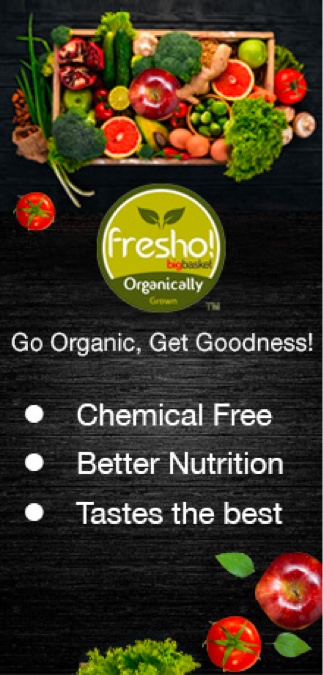 fresho!
bigbasket
Organically
Grown
TM
Go Organic, Get Goodness!
Chemical Free
Better Nutrition
Tastes the best